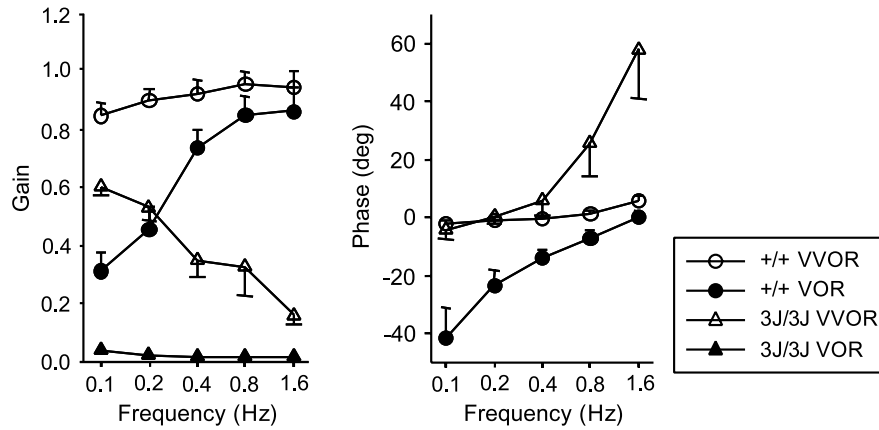 1.2
1.0
0.8
0.6
0.4
0.2
0.0
Gain
0.1 0.2 0.4 0.8 1.6
Frequency (Hz)
60
40
20
0
-20
-40
Phase (deg)
0.1 0.2 0.4 0.8 1.6
Frequency (Hz)
+/+ VVOR
+/+ VOR
3J/3J VVOR
3J/3J VOR